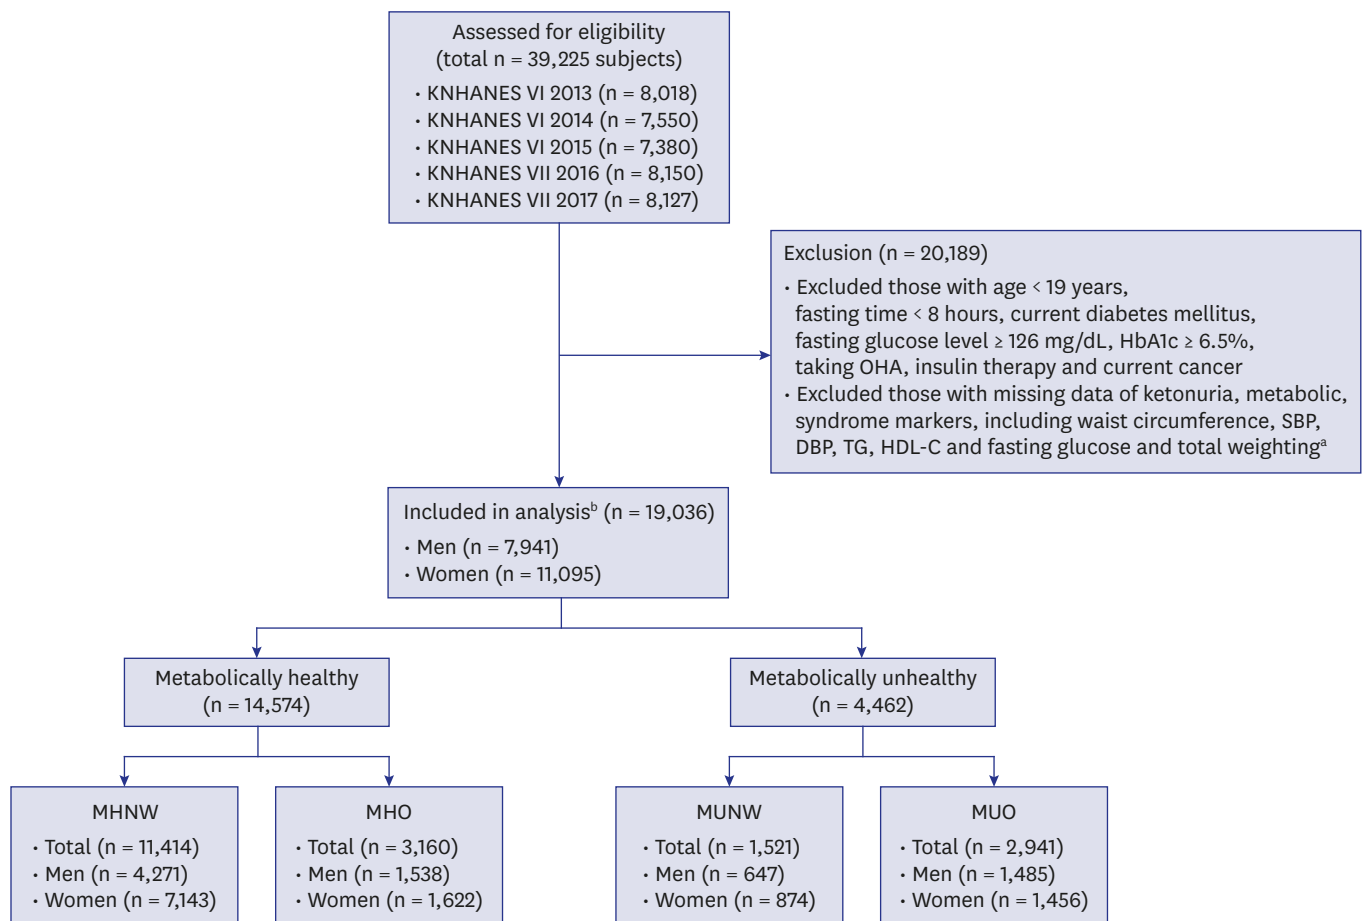 Assessed for eligibility
(total n = 39,225 subjects)
· KNHANES VI 2013 (n = 8,018)
· KNHANES VI 2014 (n = 7,550)
· KNHANES VI 2015 (n = 7,380)
· KNHANES VII 2016 (n = 8,150)
· KNHANES VII 2017 (n = 8,127)
Exclusion (n = 20,189)
· Excluded those with age < 19 years,
fasting time < 8 hours, current diabetes mellitus,
fasting glucose level ≥ 126 mg/dL, HbA1c ≥ 6.5%,
taking OHA, insulin therapy and current cancer
· Excluded those with missing data of ketonuria, metabolic,
syndrome markers, including waist circumference, SBP,
DBP, TG, HDL-C and fasting glucose and total weightingᵃ
Included in analysisᵇ (n = 19,036)
· Men (n = 7,941)
· Women (n = 11,095)
Metabolically healthy
(n = 14,574)
Metabolically unhealthy
(n = 4,462)
MHNW
· Total (n = 11,414)
· Men (n = 4,271)
· Women (n = 7,143)
MHO
· Total (n = 3,160)
· Men (n = 1,538)
· Women (n = 1,622)
MUNW
· Total (n = 1,521)
· Men (n = 647)
· Women (n = 874)
MUO
· Total (n = 2,941)
· Men (n = 1,485)
· Women (n = 1,456)